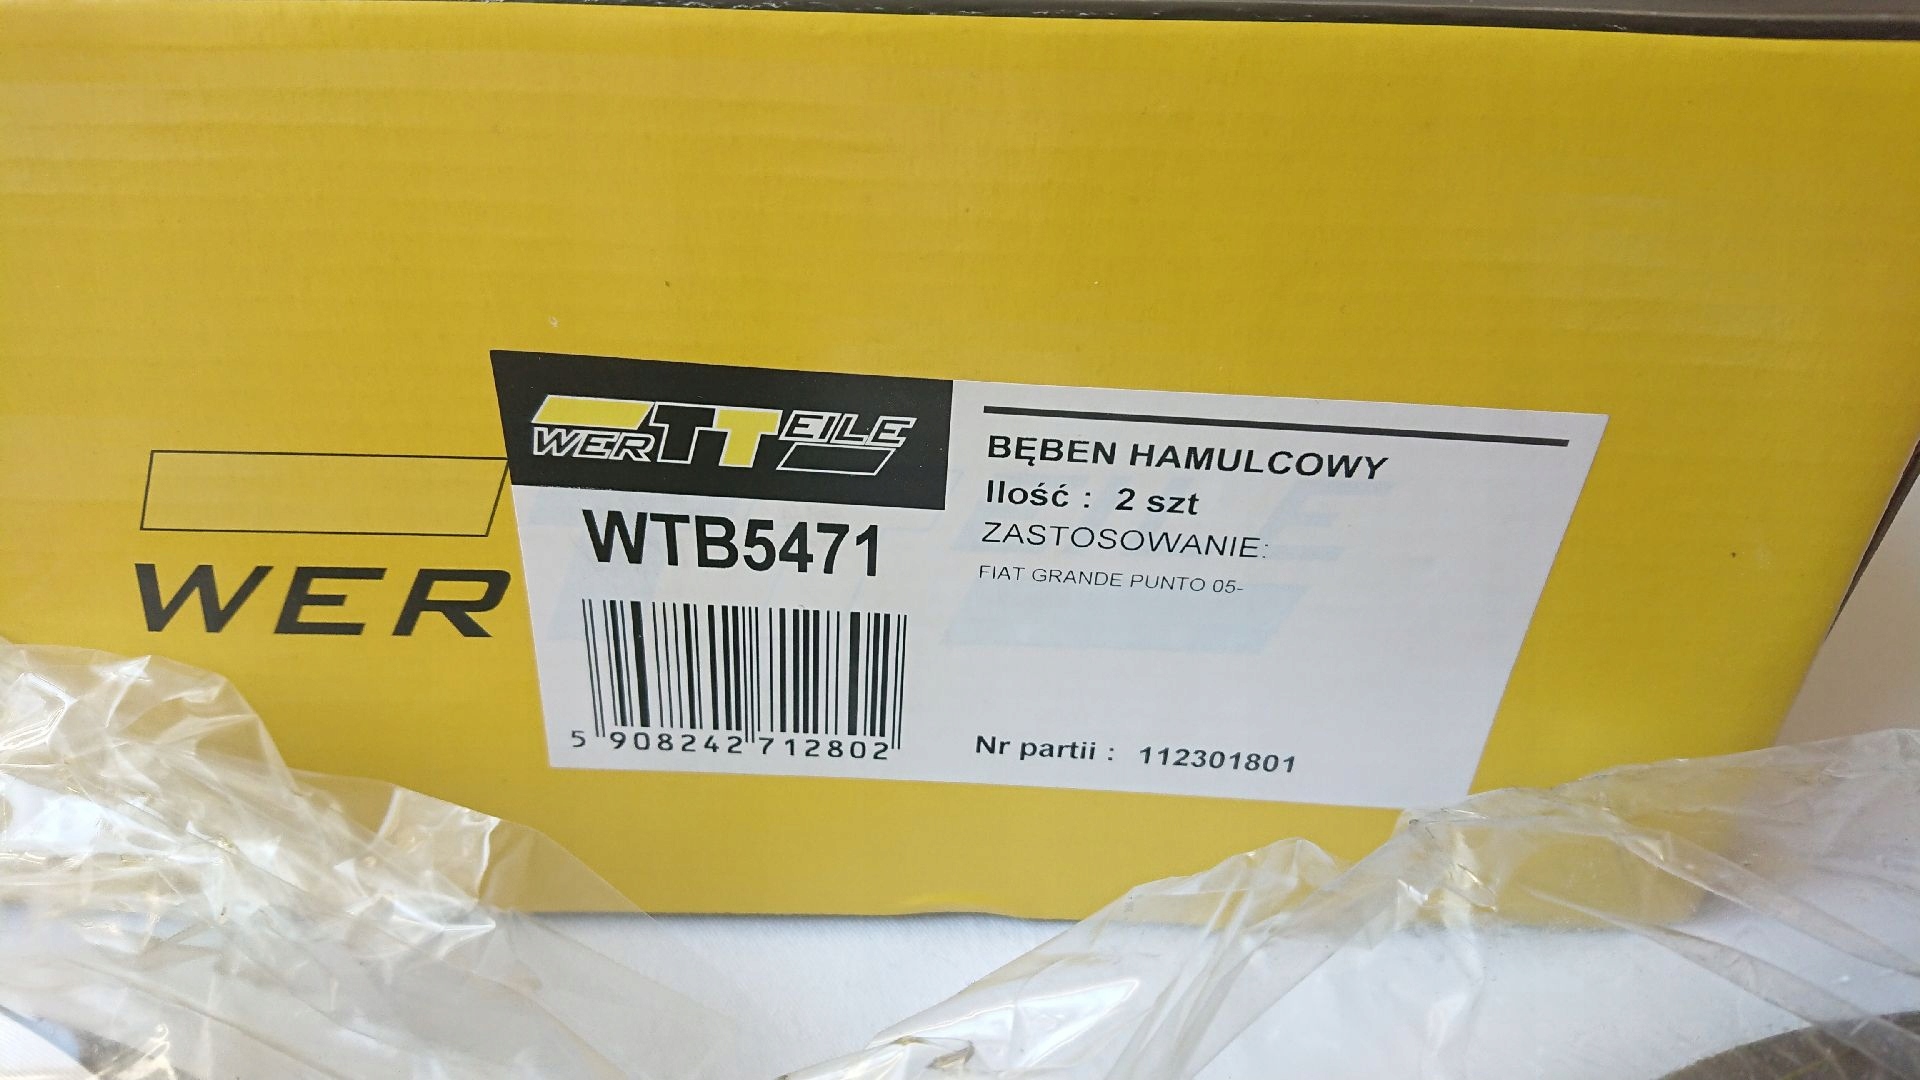 WERTTEILE
WTB5471
5 908242 712802
BĘBEN HAMULCOWY
Ilość : 2 szt
ZASTOSOWANIE:
FIAT GRANDE PUNTO 05-
Nr partii : 112301801
WER